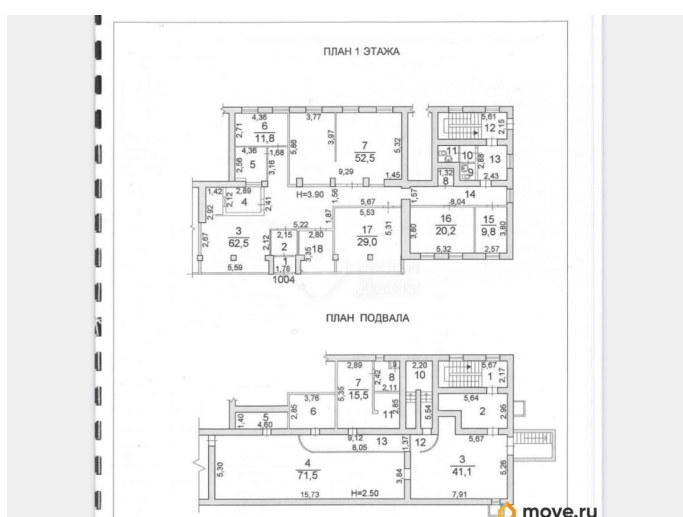 ПЛАН 1 ЭТАЖА
4,36 3,77 5,61
6 12 2,15
11,8
2,71 5,86 3,97 7 5,32
52,5
11 10 13
4,36 1,68 2,88
2,56 5 3,16 9
9,29 1,45 1,32 2,43
8
1,42 2,89 H=3.90 1,56 1,57 14
2,12 4 2,41 5,67 8,04
2,92 5,53
1,87 16 15
3 5,22 5,31 3,80 20,2 9,8 3,80
62,5 2,15 2,80 17
2,67 2,12 2 29,0 5,32 2,57
18 3,35
5,59 1
1,76
1004
ПЛАН ПОДВАЛА
2,89 9 2,20 5,67
7 2,42 8 10 1 2,17
15,5 2,11 5,64
3,76 5,35 2
2,85 6 11 2,85 5,54 2,95
1,40 5
4,60 9,12 13 1,37 12 5,67
8,05
4 3
5,30 71,5 3,84 41,1 5,26
15,73 H=2.50 7,91
move.ru